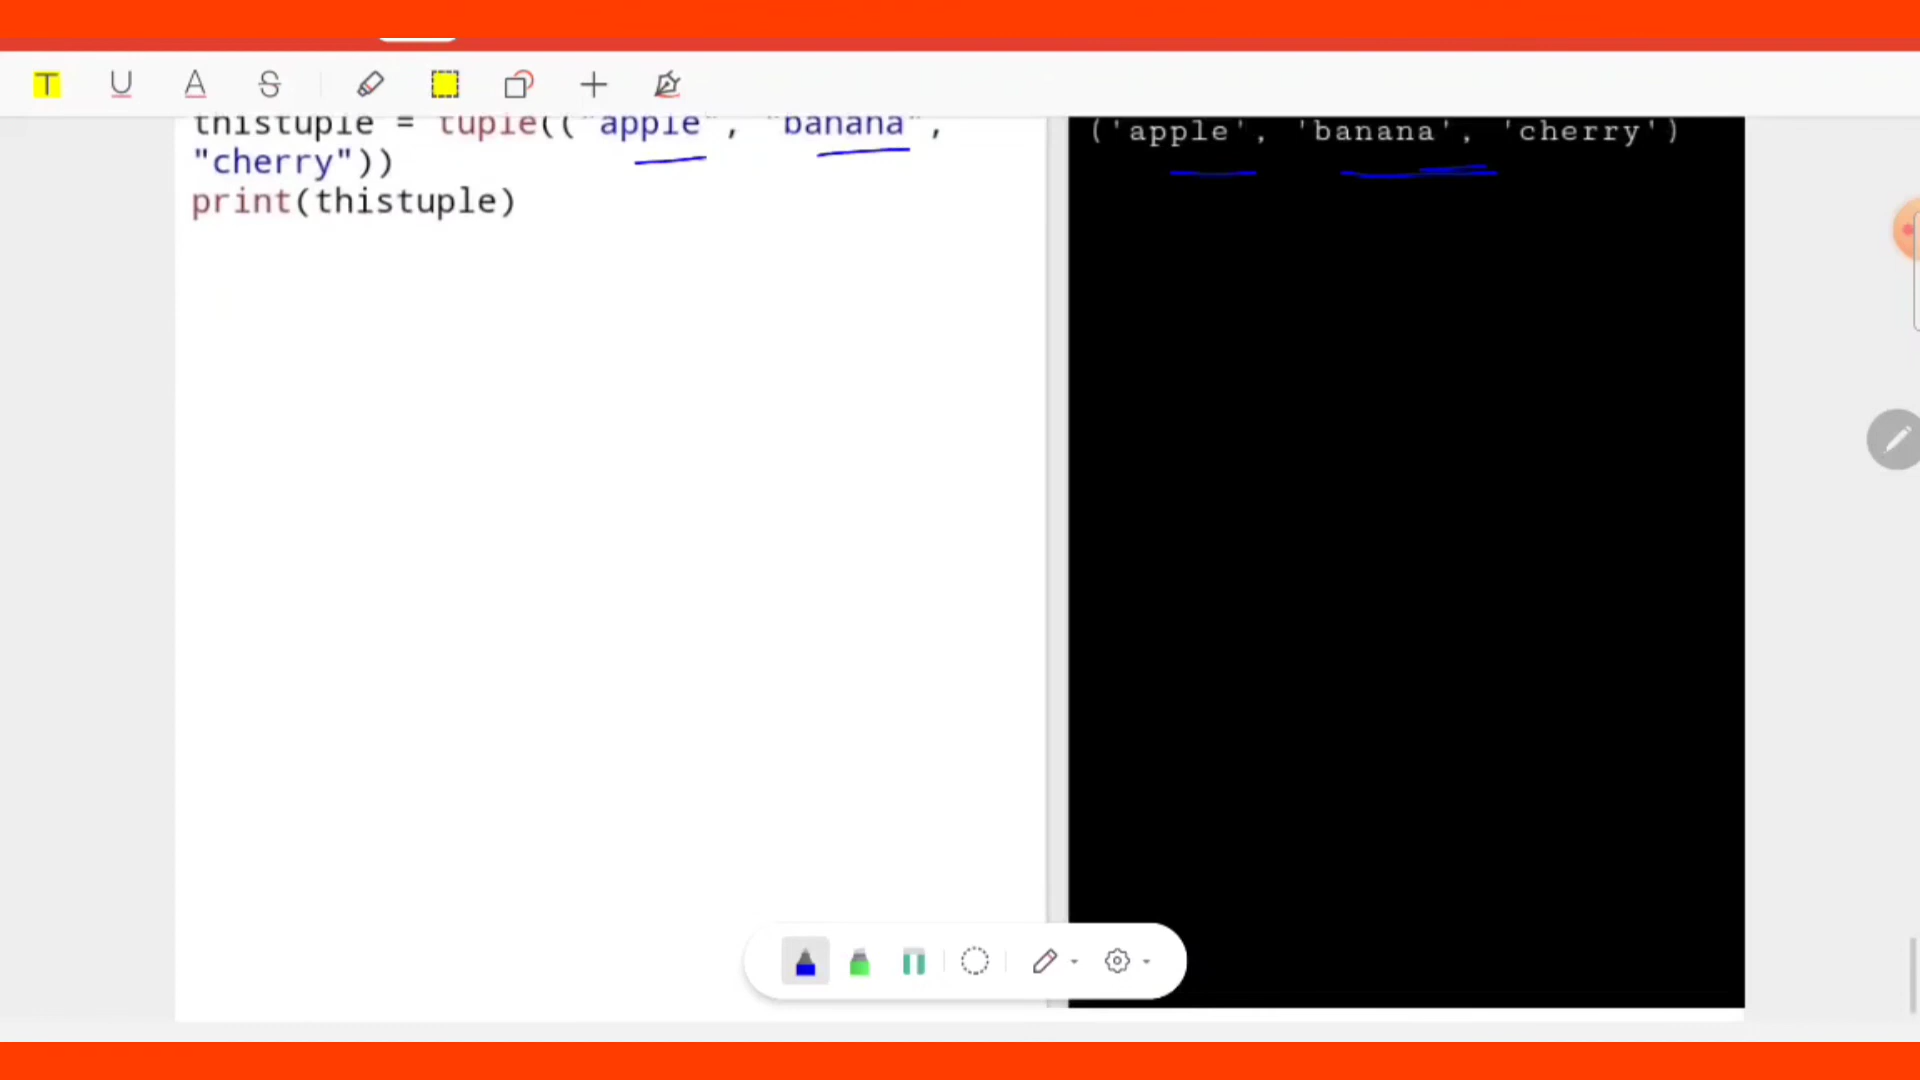 thistuple = tuple(("apple", "banana",
"cherry"))
print(thistuple)
('apple', 'banana', 'cherry')